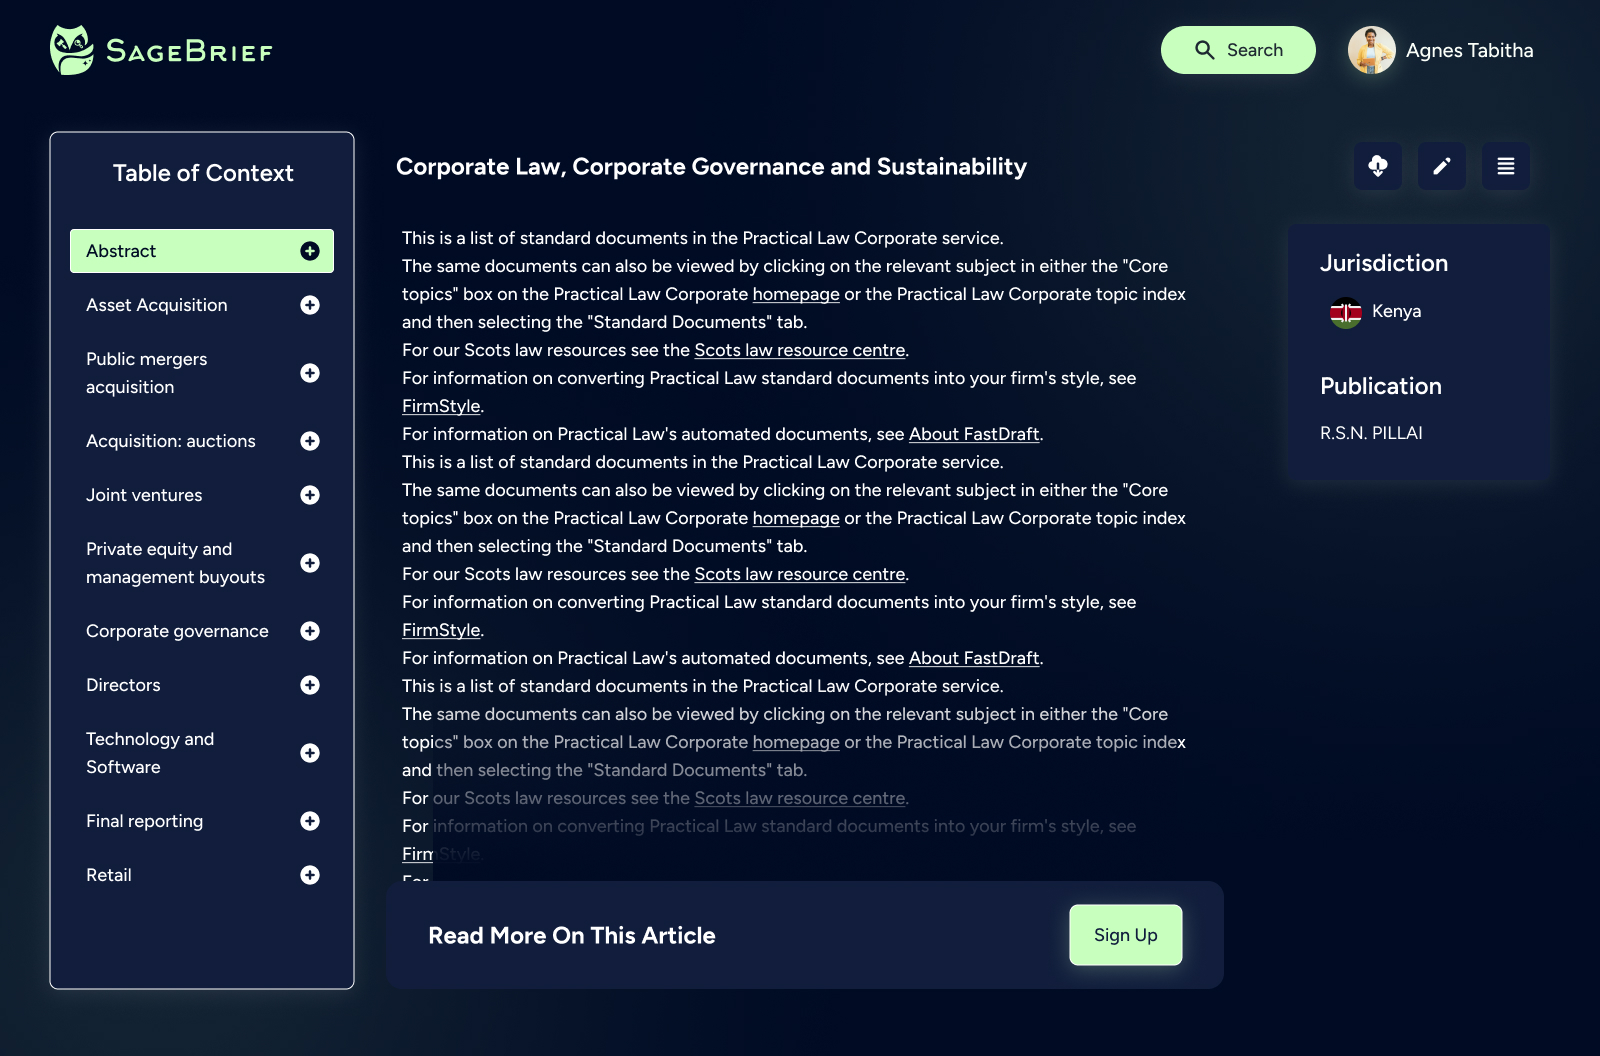 SAGEBRIEF
Search
Agnes Tabitha
Table of Context
Abstract
Asset Acquisition
Public mergers
acquisition
Acquisition: auctions
Joint ventures
Private equity and
management buyouts
Corporate governance
Directors
Technology and
Software
Final reporting
Retail
Corporate Law, Corporate Governance and Sustainability
This is a list of standard documents in the Practical Law Corporate service.
The same documents can also be viewed by clicking on the relevant subject in either the "Core
topics" box on the Practical Law Corporate homepage or the Practical Law Corporate topic index
and then selecting the "Standard Documents" tab.
For our Scots law resources see the Scots law resource centre.
For information on converting Practical Law standard documents into your firm's style, see
FirmStyle.
For information on Practical Law's automated documents, see About FastDraft.
This is a list of standard documents in the Practical Law Corporate service.
The same documents can also be viewed by clicking on the relevant subject in either the "Core
topics" box on the Practical Law Corporate homepage or the Practical Law Corporate topic index
and then selecting the "Standard Documents" tab.
For our Scots law resources see the Scots law resource centre.
For information on converting Practical Law standard documents into your firm's style, see
FirmStyle.
For information on Practical Law's automated documents, see About FastDraft.
This is a list of standard documents in the Practical Law Corporate service.
The same documents can also be viewed by clicking on the relevant subject in either the "Core
topics" box on the Practical Law Corporate homepage or the Practical Law Corporate topic index
and then selecting the "Standard Documents" tab.
For our Scots law resources see the Scots law resource centre.
For information on converting Practical Law standard documents into your firm's style, see
FirmStyle.
For
Read More On This Article
Sign Up
Jurisdiction
Kenya
Publication
R.S.N. PILLAI